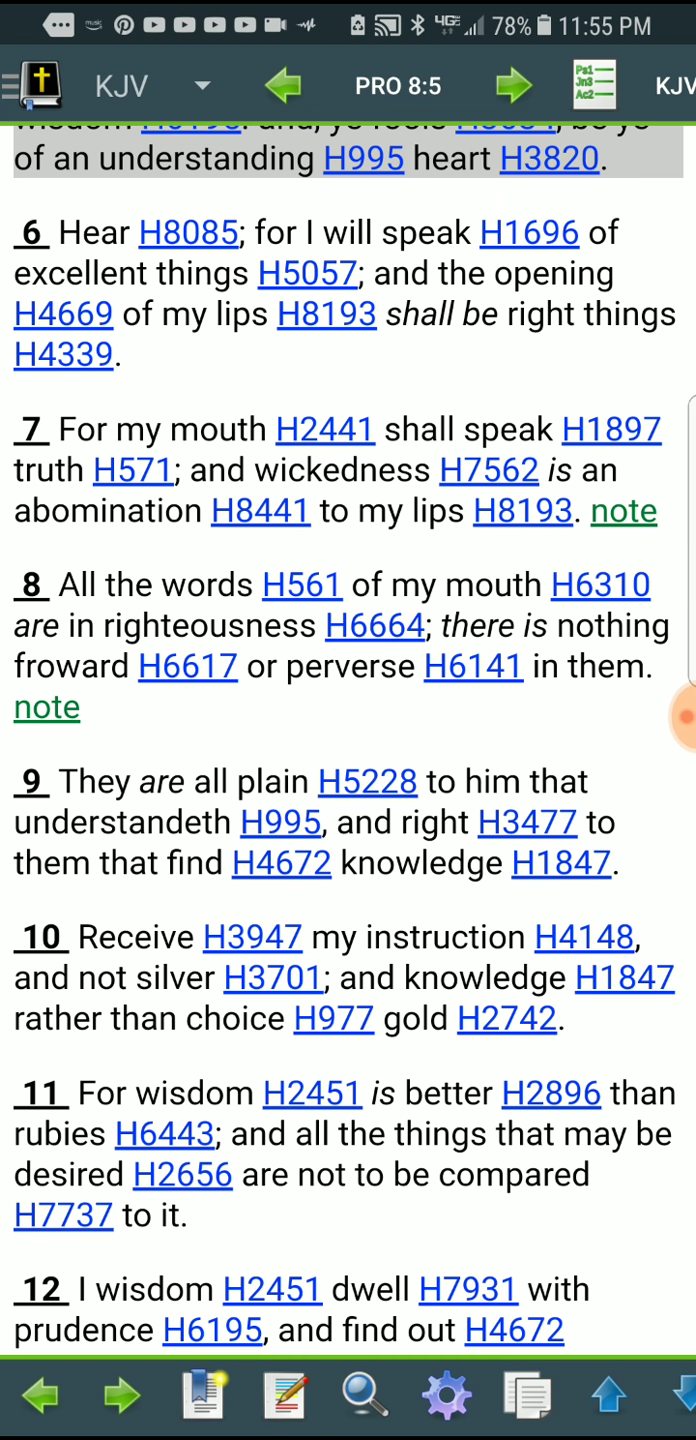 music 4GE 78% 11:55 PM
KJV PRO 8:5 Ps1 Jn3 Ac2 KJV
of an understanding H995 heart H3820.
6 Hear H8085; for I will speak H1696 of
excellent things H5057; and the opening
H4669 of my lips H8193 shall be right things
H4339.
7 For my mouth H2441 shall speak H1897
truth H571; and wickedness H7562 is an
abomination H8441 to my lips H8193. note
8 All the words H561 of my mouth H6310
are in righteousness H6664; there is nothing
froward H6617 or perverse H6141 in them.
note
9 They are all plain H5228 to him that
understandeth H995, and right H3477 to
them that find H4672 knowledge H1847.
10 Receive H3947 my instruction H4148,
and not silver H3701; and knowledge H1847
rather than choice H977 gold H2742.
11 For wisdom H2451 is better H2896 than
rubies H6443; and all the things that may be
desired H2656 are not to be compared
H7737 to it.
12 I wisdom H2451 dwell H7931 with
prudence H6195, and find out H4672